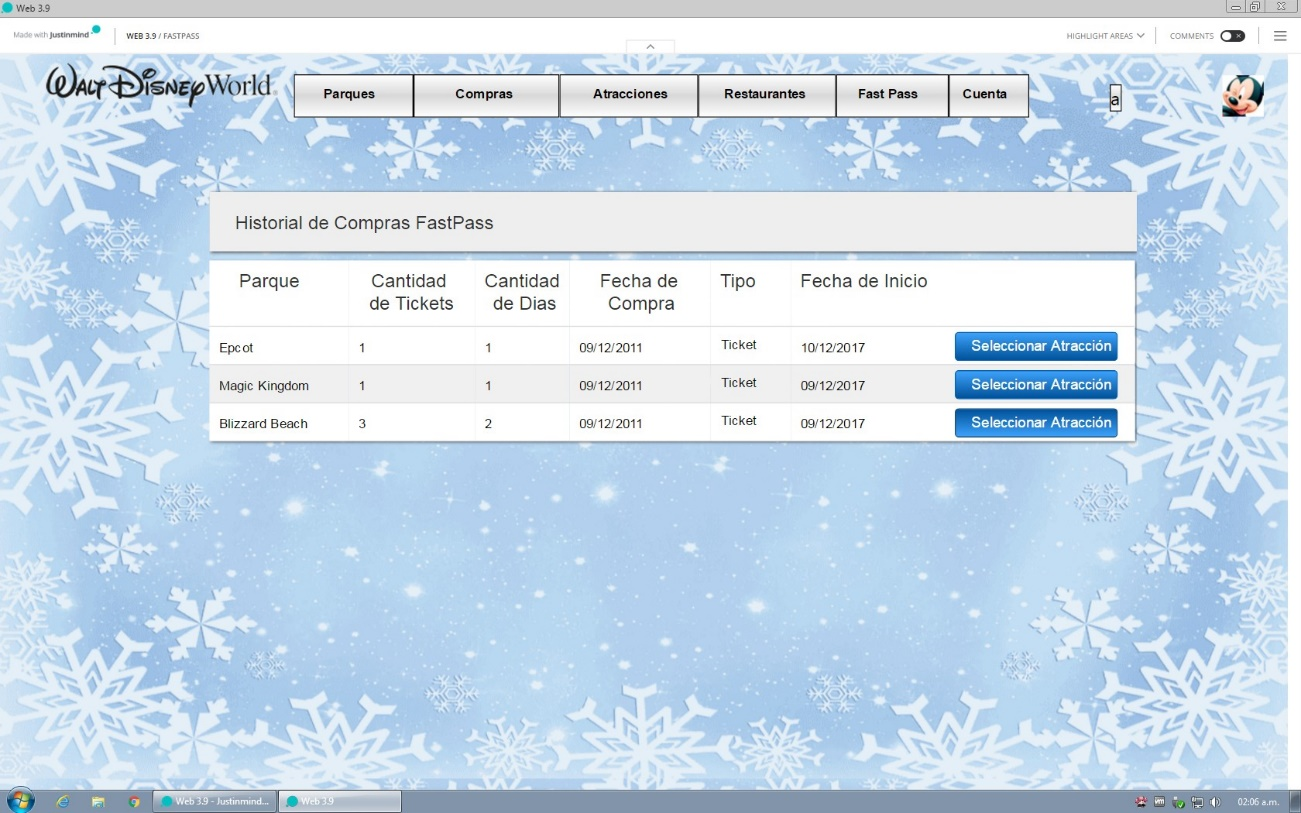 Web 3.9
Made with Justinmind
WEB 3.9 / FASTPASS
HIGHLIGHT AREAS
COMMENTS
WALT DISNEY World
Parques Compras Atracciones Restaurantes Fast Pass Cuenta
a
Historial de Compras FastPass
Parque Cantidad Cantidad Fecha de Tipo Fecha de Inicio
de Tickets de Dias Compra
Epcot 1 1 09/12/2011 Ticket 10/12/2017 Seleccionar Atracción
Magic Kingdom 1 1 09/12/2011 Ticket 09/12/2017 Seleccionar Atracción
Blizzard Beach 3 2 09/12/2011 Ticket 09/12/2017 Seleccionar Atracción
Web 3.9 - Justinmind...
Web 3.9
02:06 a.m.